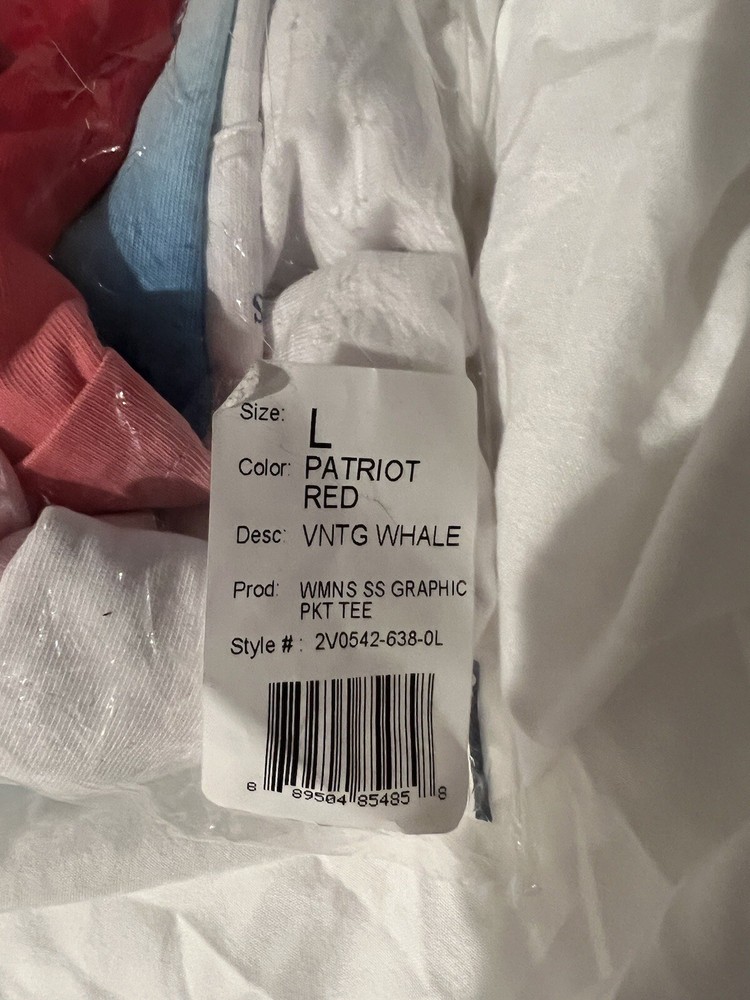 S
Size: L
Color: PATRIOT
RED
Desc: VNTG WHALE
Prod: WMNS SS GRAPHIC
PKT TEE
Style # : 2V0542-638-0L
8 89504 85485 8